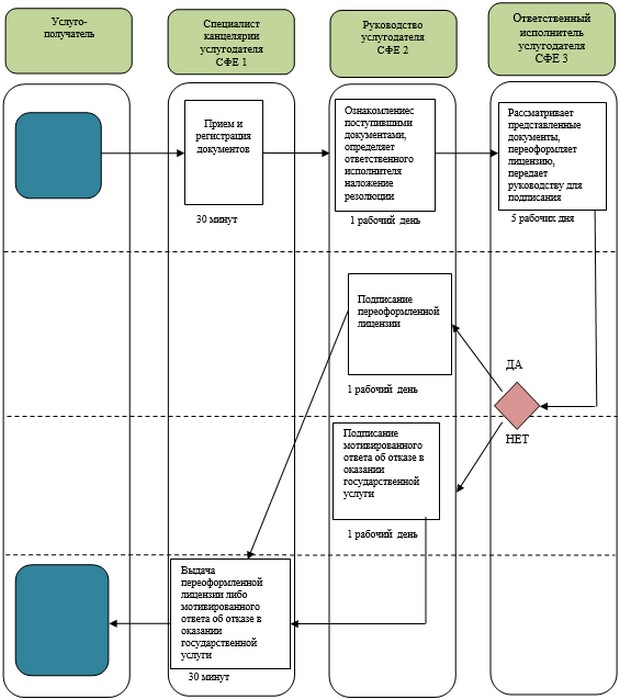 Услуго-
получатель
Специалист
канцелярии
услугодателя
СФЕ 1
Руководство
услугодателя
СФЕ 2
Ответственный
исполнитель
услугодателя
СФЕ 3
Прием и
регистрация
документов
30 минут
Ознакомлениес
поступившими
документами,
определяет
ответственного
исполнителя
наложение
резолюции
1 рабочий день
Рассматривает
представленные
документы,
переоформляет
лицензию,
передает
руководству для
подписания
5 рабочих дня
Подписание
переоформленной
лицензии
1 рабочий день
ДА
НЕТ
Подписание
мотивированного
ответа об отказе в
оказании
государственной
услуги
1 рабочий день
Выдача
переоформленной
лицензии либо
мотивированного
ответа об отказе в
оказании
государственной
услуги
30 минут